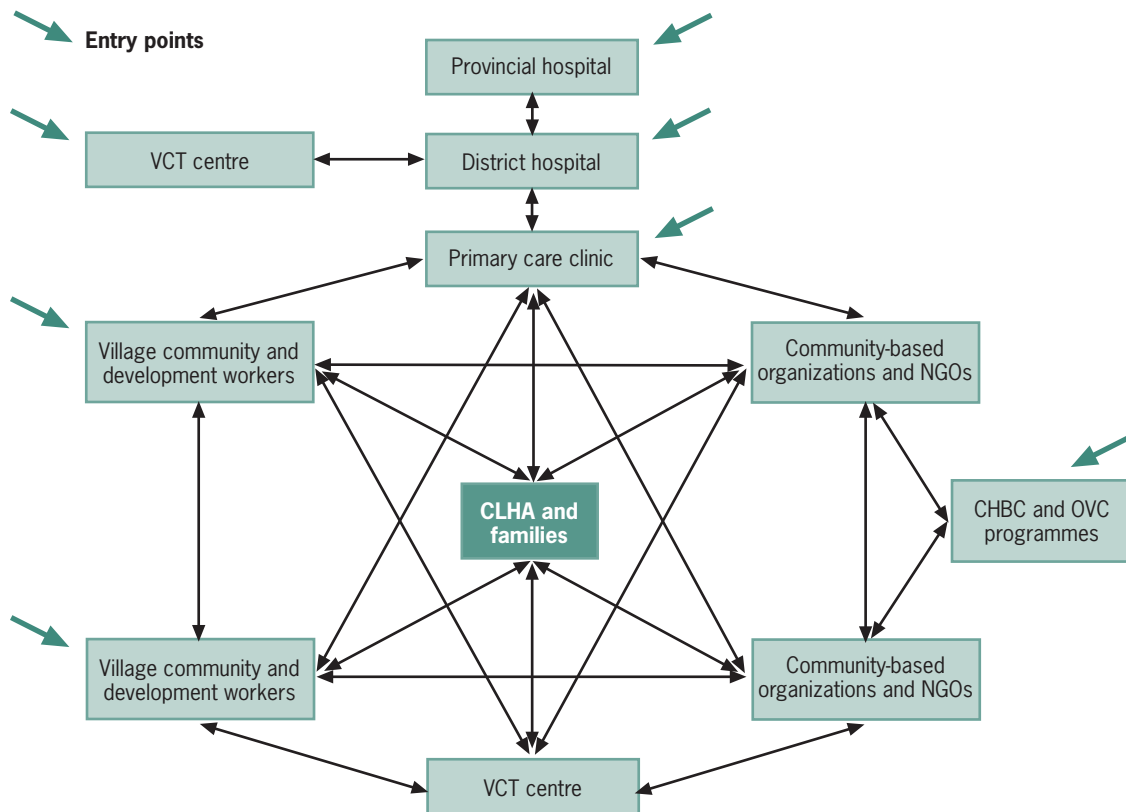 Entry points
Provincial hospital
VCT centre
District hospital
Primary care clinic
Village community and
development workers
Community-based
organizations and NGOs
CLHA and
families
CHBC and OVC
programmes
Village community and
development workers
Community-based
organizations and NGOs
VCT centre